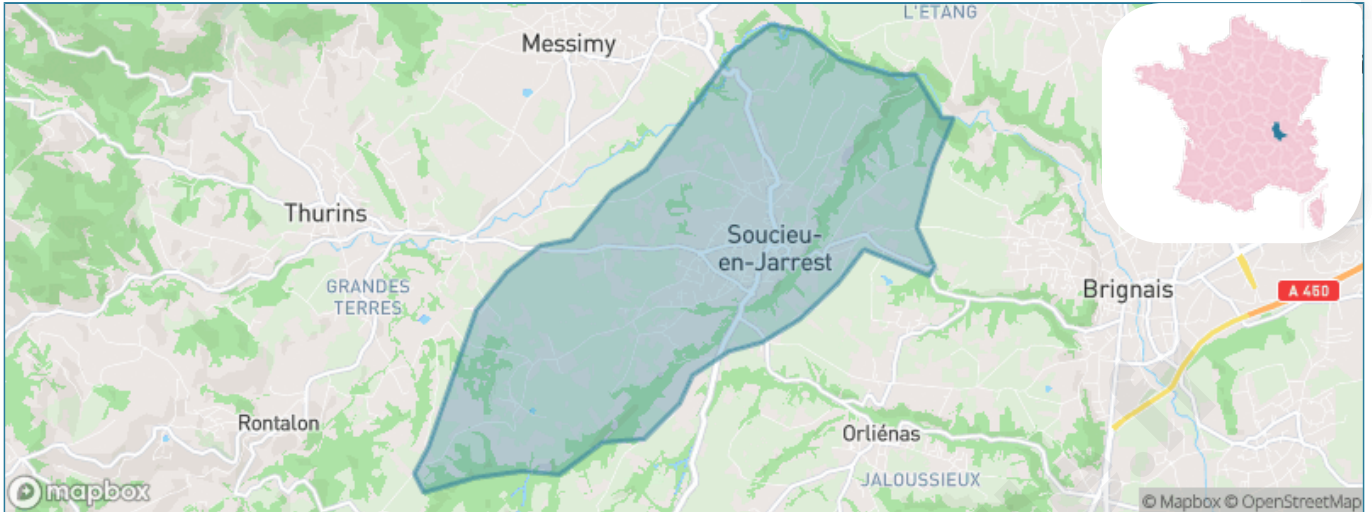 L'ETANG
Messimy
Thurins
Soucieu-
en-Jarrest
GRANDES
TERRES
Brignais
A 450
Rontalon
Orliénas
JALOUSSIEUX
mapbox
© Mapbox © OpenStreetMap